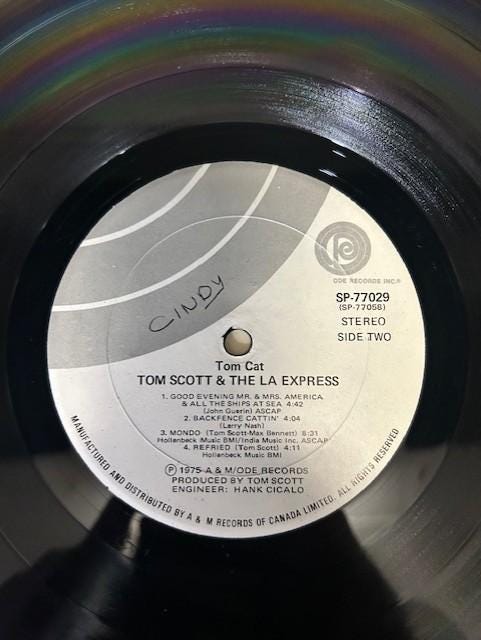 ODE RECORDS INC.®
SP-77029
(SP-77058)
STEREO
SIDE TWO
CINDY
Tom Cat
TOM SCOTT & THE LA EXPRESS
1. GOOD EVENING MR. & MRS. AMERICA
& ALL THE SHIPS AT SEA 4:42
(John Guerin) ASCAP
2. BACKFENCE CATTIN' 4:04
(Larry Nash)
3. MONDO (Tom Scott-Max Bennett) 8:31
Hollenbeck Music BMI/India Music Inc. ASCAP
4. REFRIED (Tom Scott) 4:11
Hollenbeck Music BMI
℗ 1975 A & M/ODE RECORDS
PRODUCED BY TOM SCOTT
ENGINEER: HANK CICALO
MANUFACTURED AND DISTRIBUTED BY A & M RECORDS OF CANADA LIMITED. ALL RIGHTS RESERVED